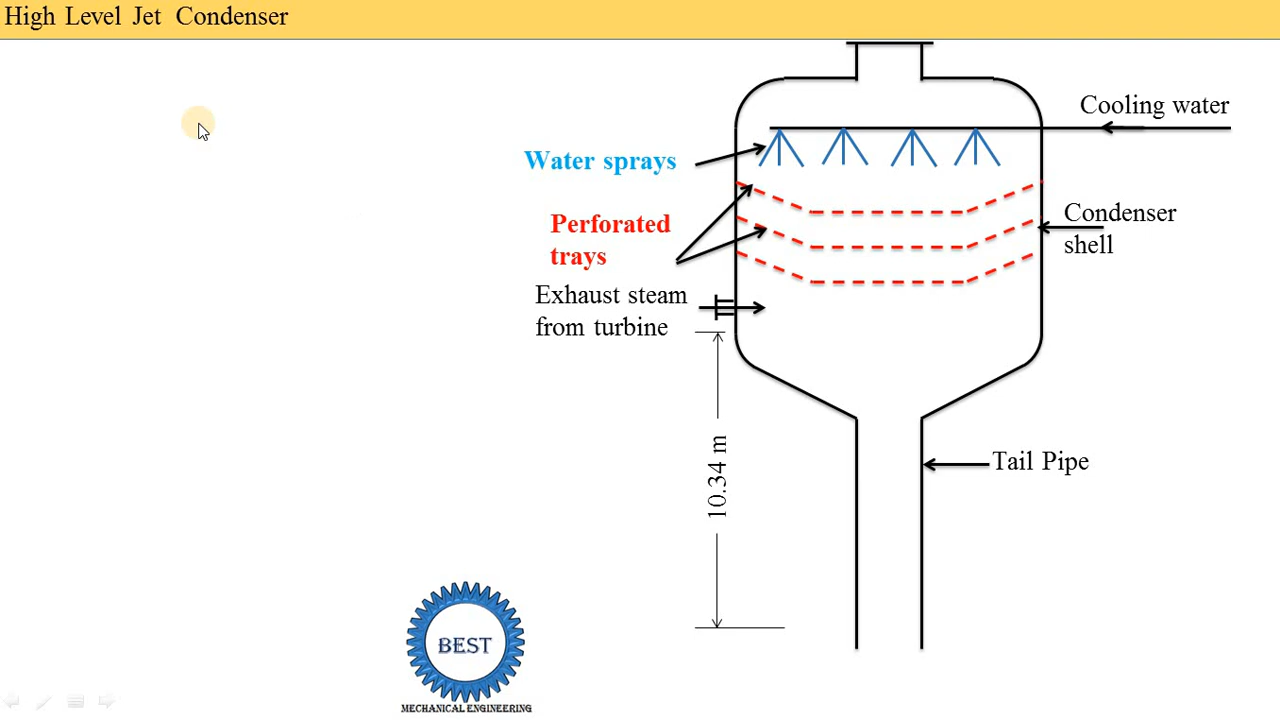 High Level Jet Condenser
Cooling water
Water sprays
Condenser
shell
Perforated
trays
Exhaust steam
from turbine
10.34 m
Tail Pipe
BEST
MECHANICAL ENGINEERING